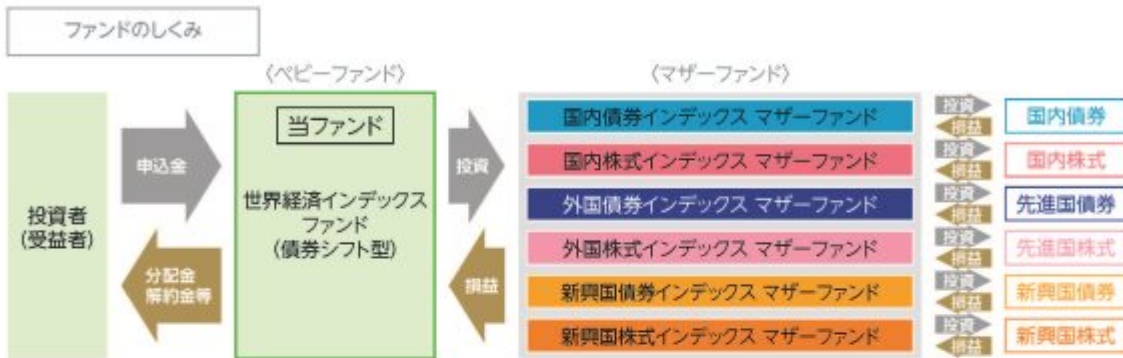 ファンドのしくみ
〈ベビーファンド〉
〈マザーファンド〉
投資者
(受益者)
申込金
分配金
解約金等
当ファンド
世界経済インデックス
ファンド
(債券シフト型)
投資
損益
国内債券インデックス マザーファンド
投資
損益
国内債券
国内株式インデックス マザーファンド
投資
損益
国内株式
外国債券インデックス マザーファンド
投資
損益
先進国債券
外国株式インデックス マザーファンド
投資
損益
先進国株式
新興国債券インデックス マザーファンド
投資
損益
新興国債券
新興国株式インデックス マザーファンド
投資
損益
新興国株式